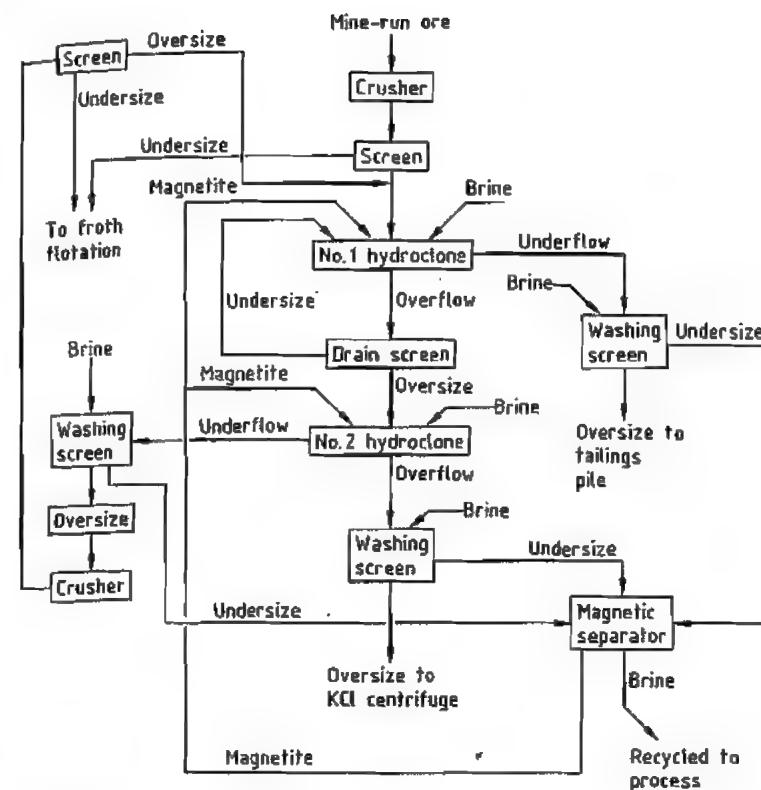 Mine-run ore
Oversize
Screen
Crusher
Undersize
Undersize
Screen
Magnetite
Brine
To froth
flotation
No.1 hydroclone
Underflow
Undersize
Overflow
Brine
Washing
screen
Undersize
Brine
Drain screen
Magnetite
Oversize
Brine
Washing
screen
Underflow
No.2 hydroclone
Oversize to
tailings
pile
Overflow
Oversize
Brine
Washing
screen
Undersize
Crusher
Undersize
Magnetic
separator
Oversize to
KCl centrifuge
Brine
Magnetite
Recycled to
process